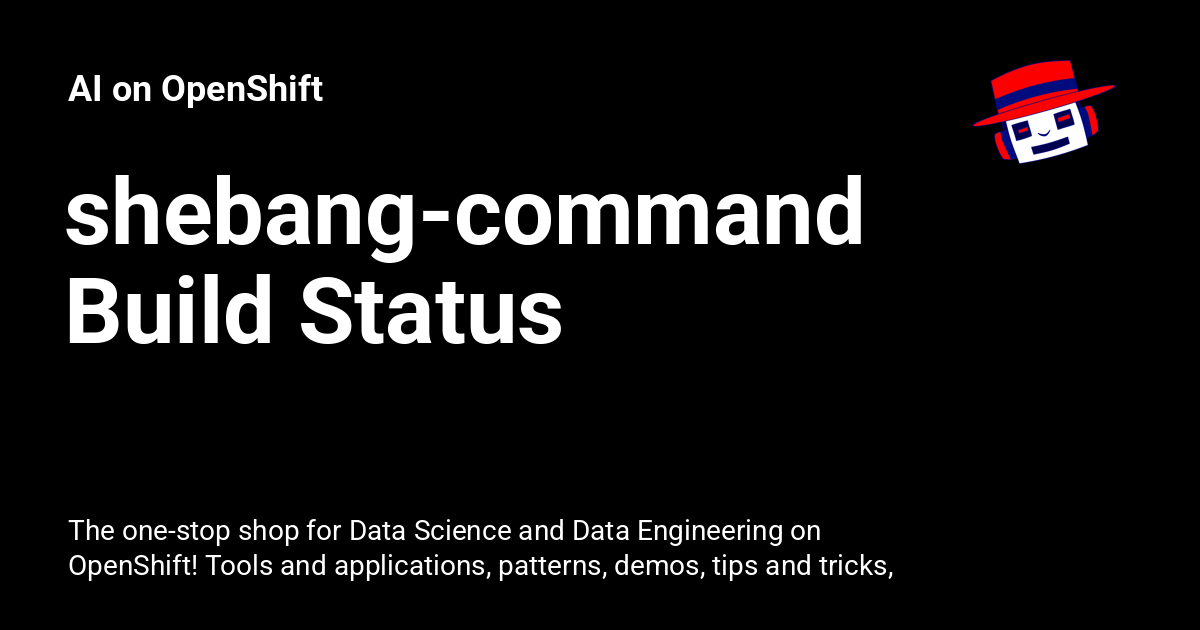 AI on OpenShift
shebang-command
Build Status
The one-stop shop for Data Science and Data Engineering on
OpenShift! Tools and applications, patterns, demos, tips and tricks,